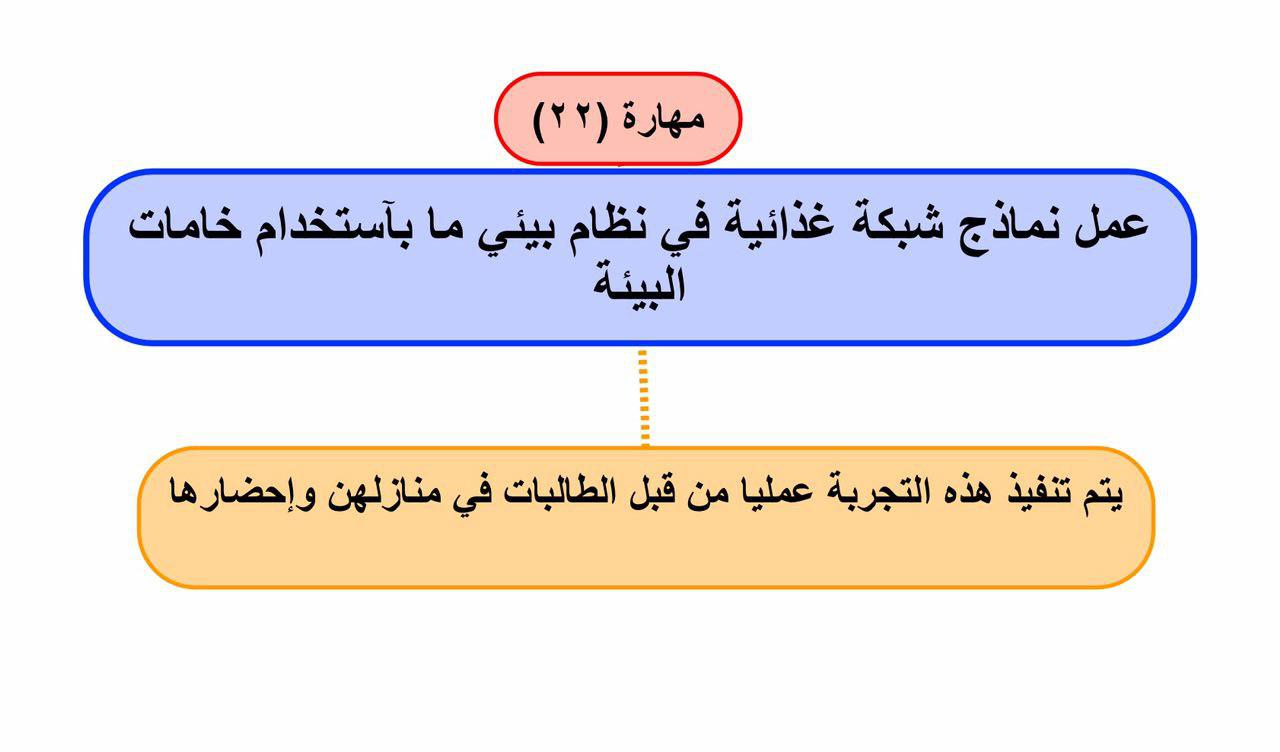 مهارة (٢٢)
عمل نماذج شبكة غذائية في نظام بيئي ما بآستخدام خامات
البيئة
يتم تنفيذ هذه التجربة عمليا من قبل الطالبات في منازلهن وإحضارها